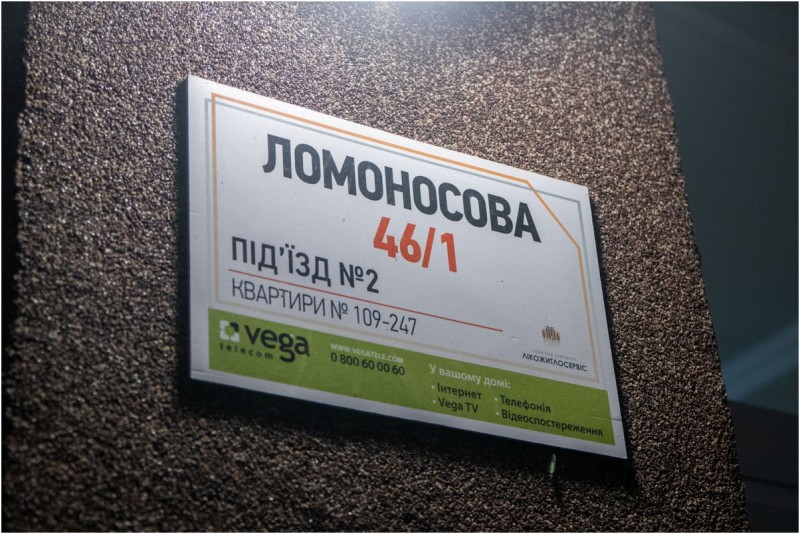 ЛОМОНОСОВА
46/1
ПІД'ЇЗД №2
КВАРТИРИ № 109-247
ЛІКОЖИТЛОСЕРВІС
vega
telecom
WWW.VEGATELE.COM
0 800 60 00 60
У вашому домі:
· Інтернет · Телефонія
· Vega TV · Відеоспостереження